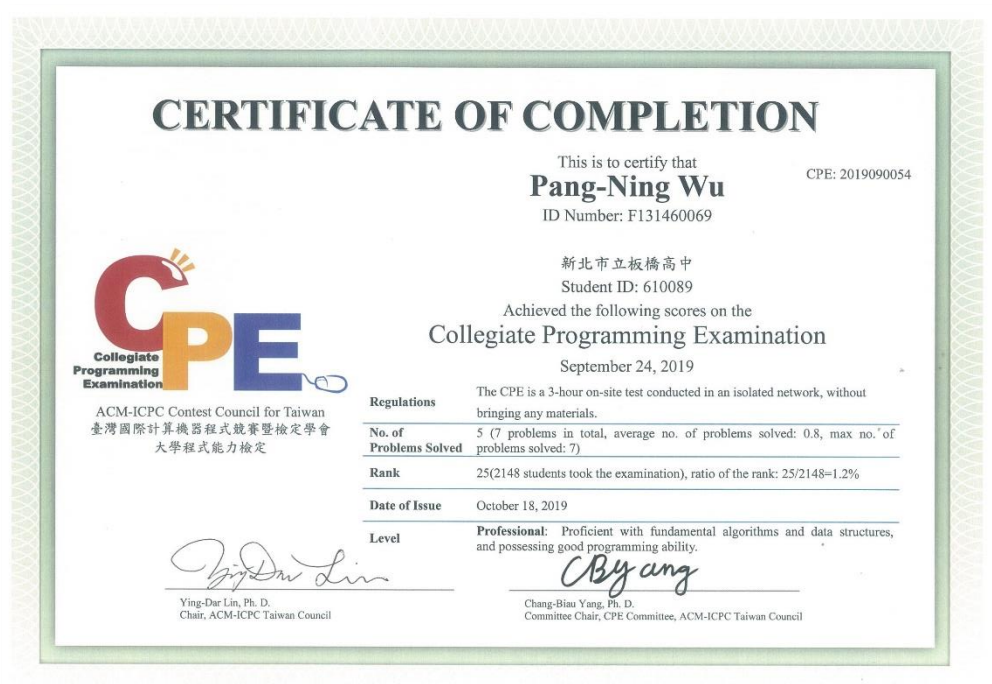 CERTIFICATE OF COMPLETION
This is to certify that
Pang-Ning Wu
CPE: 2019090054
ID Number: F131460069
新北市立板橋高中
Student ID: 610089
Achieved the following scores on the
Collegiate Programming Examination
September 24, 2019
CPE
Collegiate
Programming
Examination
ACM-ICPC Contest Council for Taiwan
臺灣國際計算機器程式競賽暨檢定學會
大學程式能力檢定
Regulations
The CPE is a 3-hour on-site test conducted in an isolated network, without
bringing any materials.
No. of
Problems Solved
5 (7 problems in total, average no. of problems solved: 0.8, max no. of
problems solved: 7)
Rank
25(2148 students took the examination), ratio of the rank: 25/2148=1.2%
Date of Issue
October 18, 2019
Level
Professional: Proficient with fundamental algorithms and data structures,
and possessing good programming ability.
Ying-Dar Lin
CB Yang
Ying-Dar Lin, Ph. D.
Chair, ACM-ICPC Taiwan Council
Chang-Biau Yang, Ph. D.
Committee Chair, CPE Committee, ACM-ICPC Taiwan Council